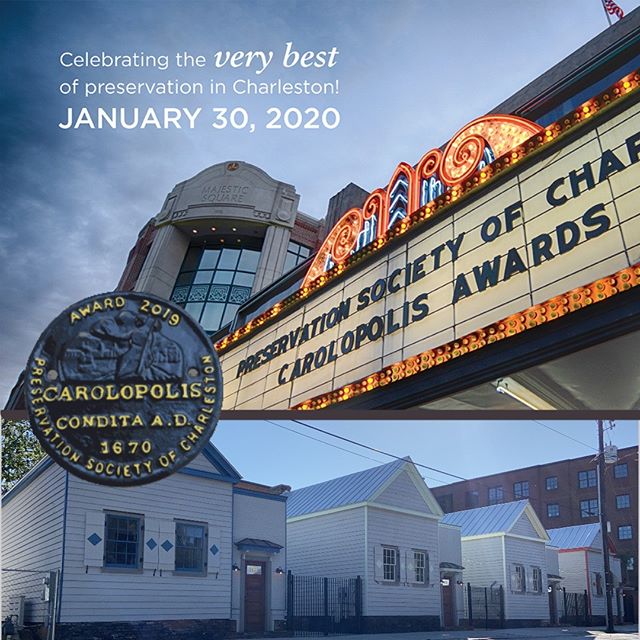 Celebrating the very best
of preservation in Charleston!
JANUARY 30, 2020
MAJESTIC
SQUARE
PRESERVATION SOCIETY OF CHAR
CAROLOPOLIS AWARDS
AWARD 2019
CAROLOPOLIS
CONDITA A.D.
1670
PRESERVATION SOCIETY OF CHARLESTON